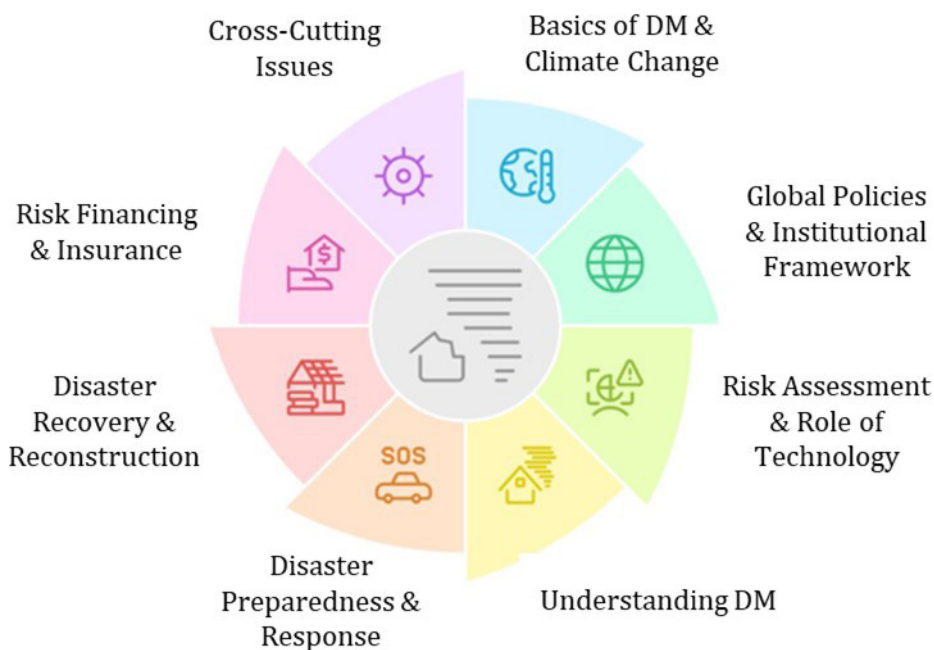 Cross-Cutting
Issues
Basics of DM &
Climate Change
Global Policies
& Institutional
Framework
Risk Assessment
& Role of
Technology
Understanding DM
Disaster
Preparedness &
Response
Disaster
Recovery &
Reconstruction
Risk Financing
& Insurance
$
SOS